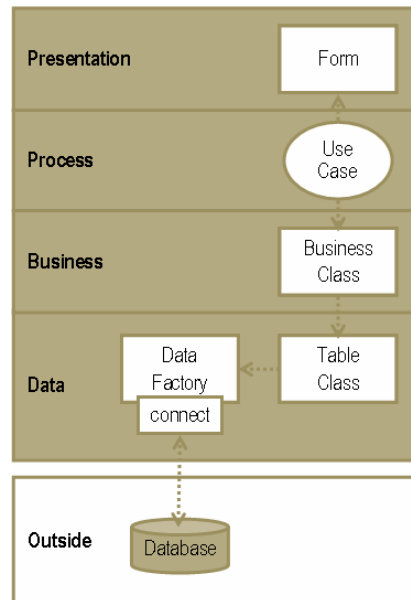 Presentation
Form
Process
Use
Case
Business
Business
Class
Data
Data
Factory
connect
Table
Class
Outside
Database